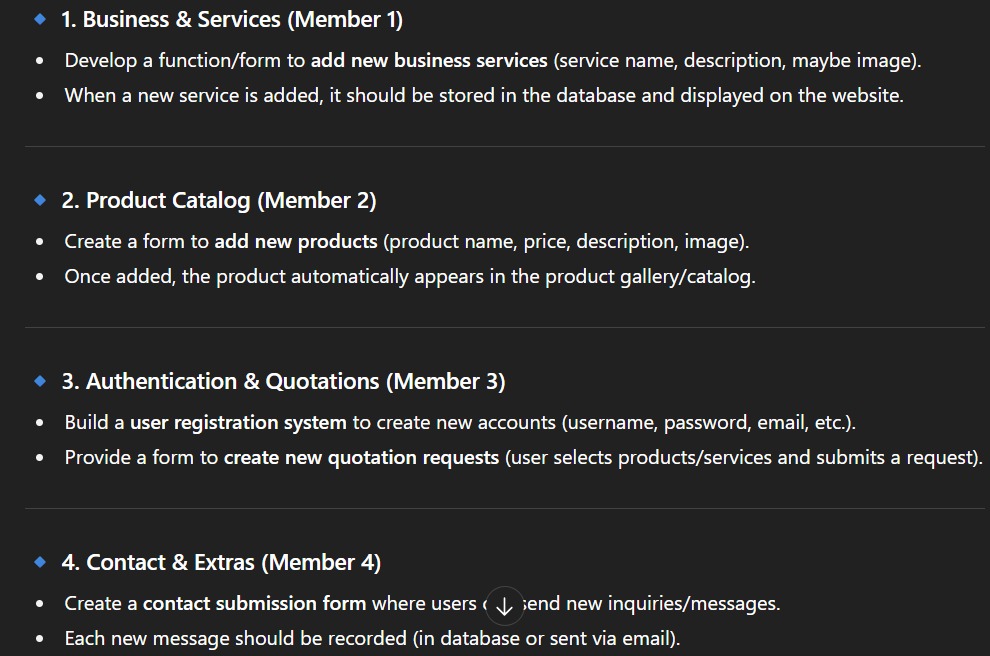 1. Business & Services (Member 1)
Develop a function/form to add new business services (service name, description, maybe image).
When a new service is added, it should be stored in the database and displayed on the website.
2. Product Catalog (Member 2)
Create a form to add new products (product name, price, description, image).
Once added, the product automatically appears in the product gallery/catalog.
3. Authentication & Quotations (Member 3)
Build a user registration system to create new accounts (username, password, email, etc.).
Provide a form to create new quotation requests (user selects products/services and submits a request).
4. Contact & Extras (Member 4)
Create a contact submission form where users send new inquiries/messages.
Each new message should be recorded (in database or sent via email).